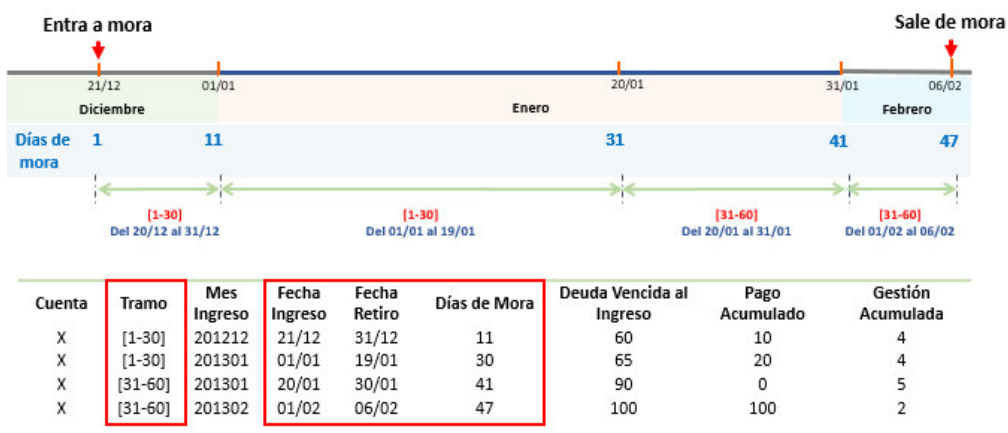 Entra a mora
Sale de mora
21/12 01/01 20/01 31/01 06/02
Diciembre Enero Febrero
Días de mora 1 11 31 41 47
[1-30] [1-30] [31-60] [31-60]
Del 20/12 al 31/12 Del 01/01 al 19/01 Del 20/01 al 31/01 Del 01/02 al 06/02
Cuenta Tramo Mes Ingreso Fecha Ingreso Fecha Retiro Días de Mora Deuda Vencida al Ingreso Pago Acumulado Gestión Acumulada
X [1-30] 201212 21/12 31/12 11 60 10 4
X [1-30] 201301 01/01 19/01 30 65 20 4
X [31-60] 201301 20/01 30/01 41 90 0 5
X [31-60] 201302 01/02 06/02 47 100 100 2